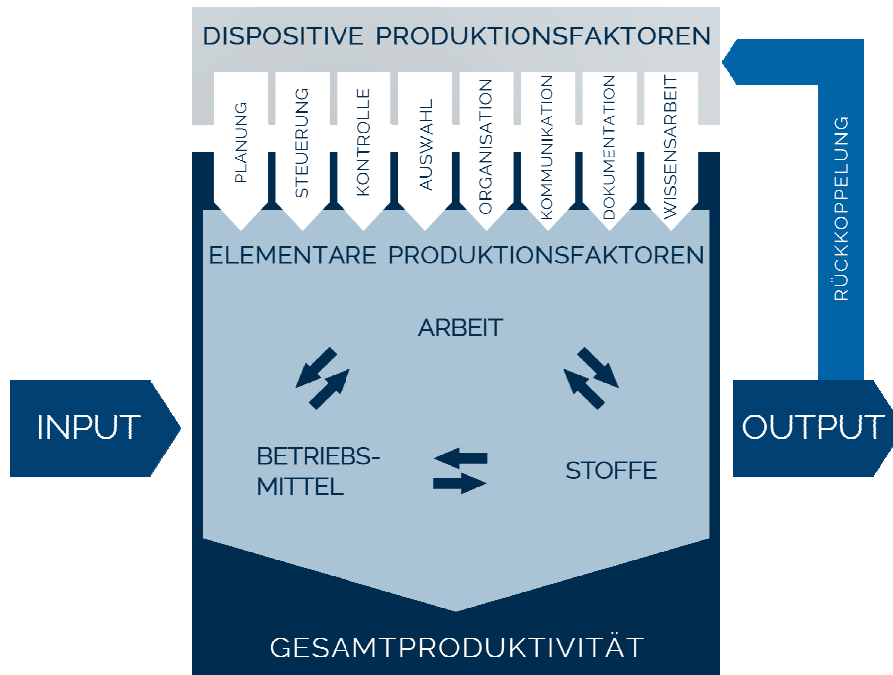 DISPOSITIVE PRODUKTIONSFAKTOREN
PLANUNG
STEUERUNG
KONTROLLE
AUSWAHL
ORGANISATION
KOMMUNIKATION
DOKUMENTATION
WISSENSARBEIT
RÜCKKOPPELUNG
ELEMENTARE PRODUKTIONSFAKTOREN
ARBEIT
INPUT
BETRIEBS-
MITTEL
STOFFE
OUTPUT
GESAMTPRODUKTIVITÄT